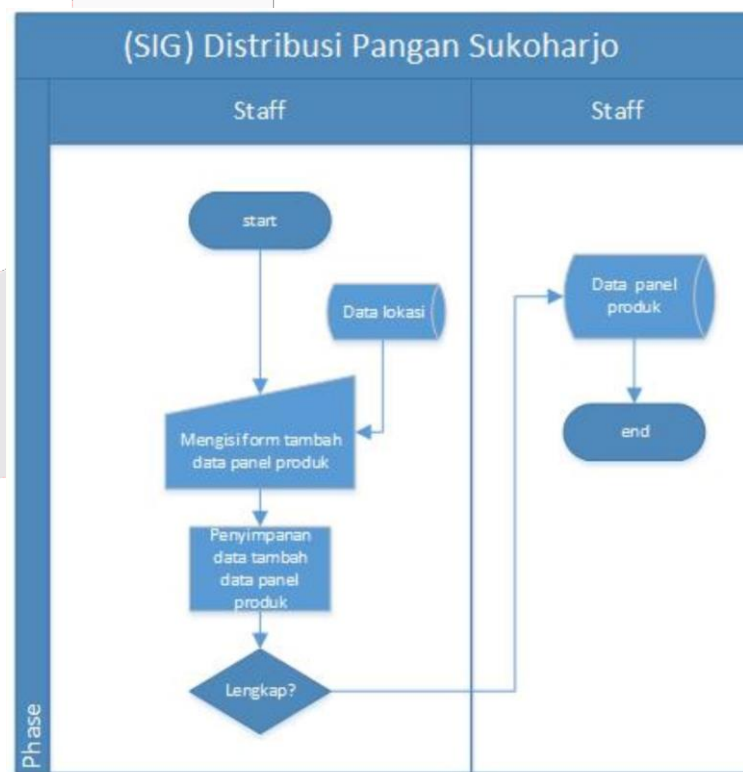 (SIG) Distribusi Pangan Sukoharjo
Staff
Staff
start
Data lokasi
Mengisi form tambah
data panel produk
Penyimpanan
data tambah
data panel
produk
Lengkap?
Data panel
produk
end
Phase